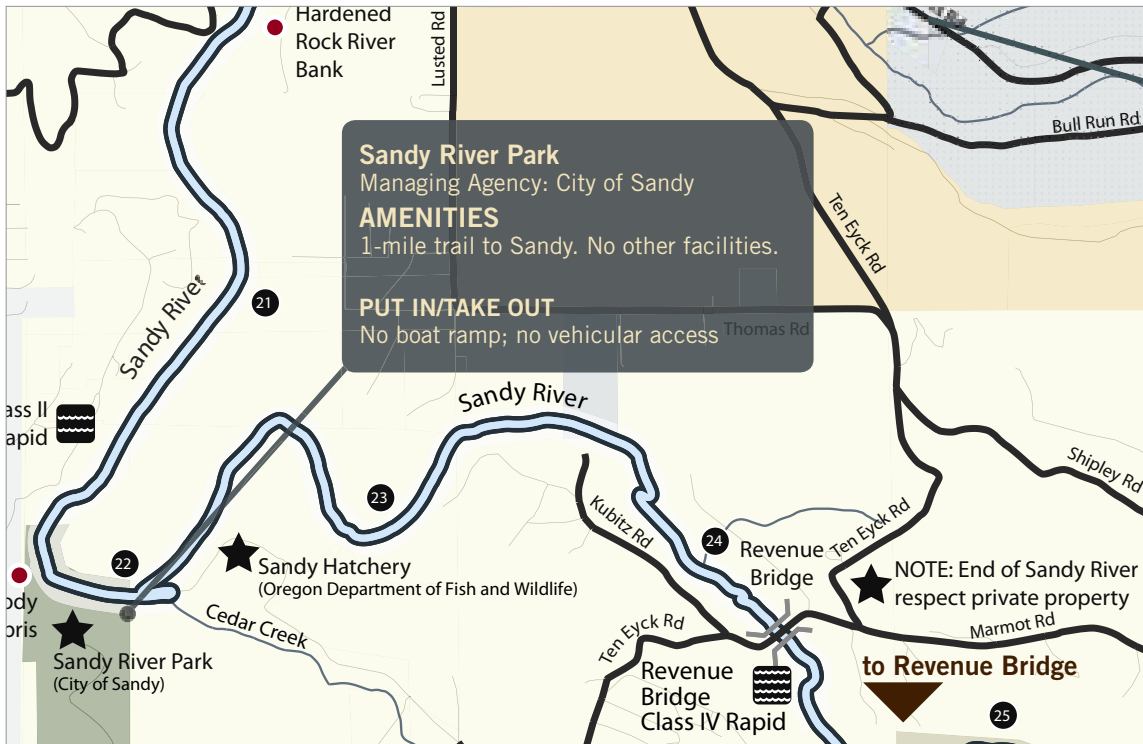 Hardened
Rock River
Bank
Lusted Rd
Bull Run Rd
Sandy River Park
Managing Agency: City of Sandy
AMENITIES
1-mile trail to Sandy. No other facilities.
PUT IN/TAKE OUT
No boat ramp; no vehicular access
Thomas Rd
Ten Eyck Rd
21
Sandy River
Sandy River
ass II
apid
Shipley Rd
23
Kubitz Rd
24
Ten Eyck Rd
Revenue
Bridge
22
Sandy Hatchery
(Oregon Department of Fish and Wildlife)
NOTE: End of Sandy River
respect private property
ody
bris
Cedar Creek
Marmot Rd
Ten Eyck Rd
Sandy River Park
(City of Sandy)
Revenue
Bridge
Class IV Rapid
to Revenue Bridge
25